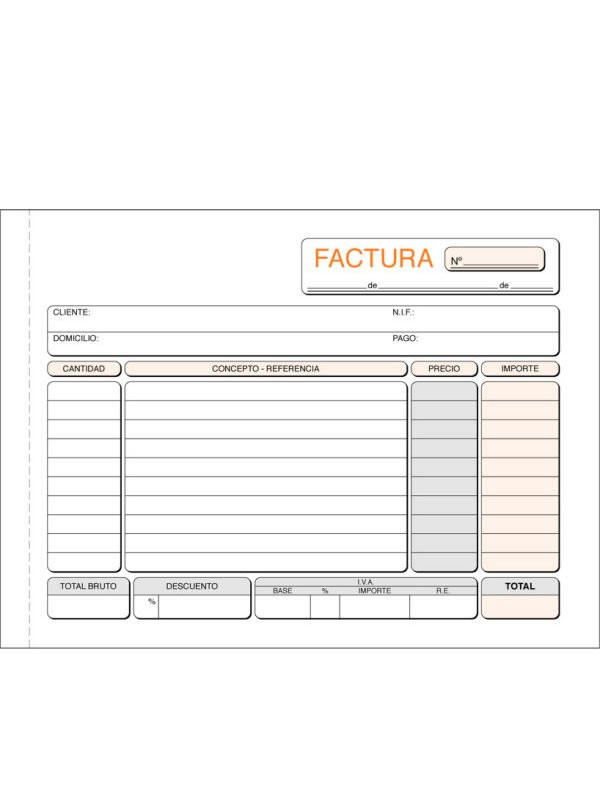 FACTURA Nº
de de
CLIENTE: N.I.F.:
DOMICILIO: PAGO:
CANTIDAD CONCEPTO - REFERENCIA PRECIO IMPORTE
TOTAL BRUTO DESCUENTO I.V.A. TOTAL
BASE % IMPORTE R.E.
%